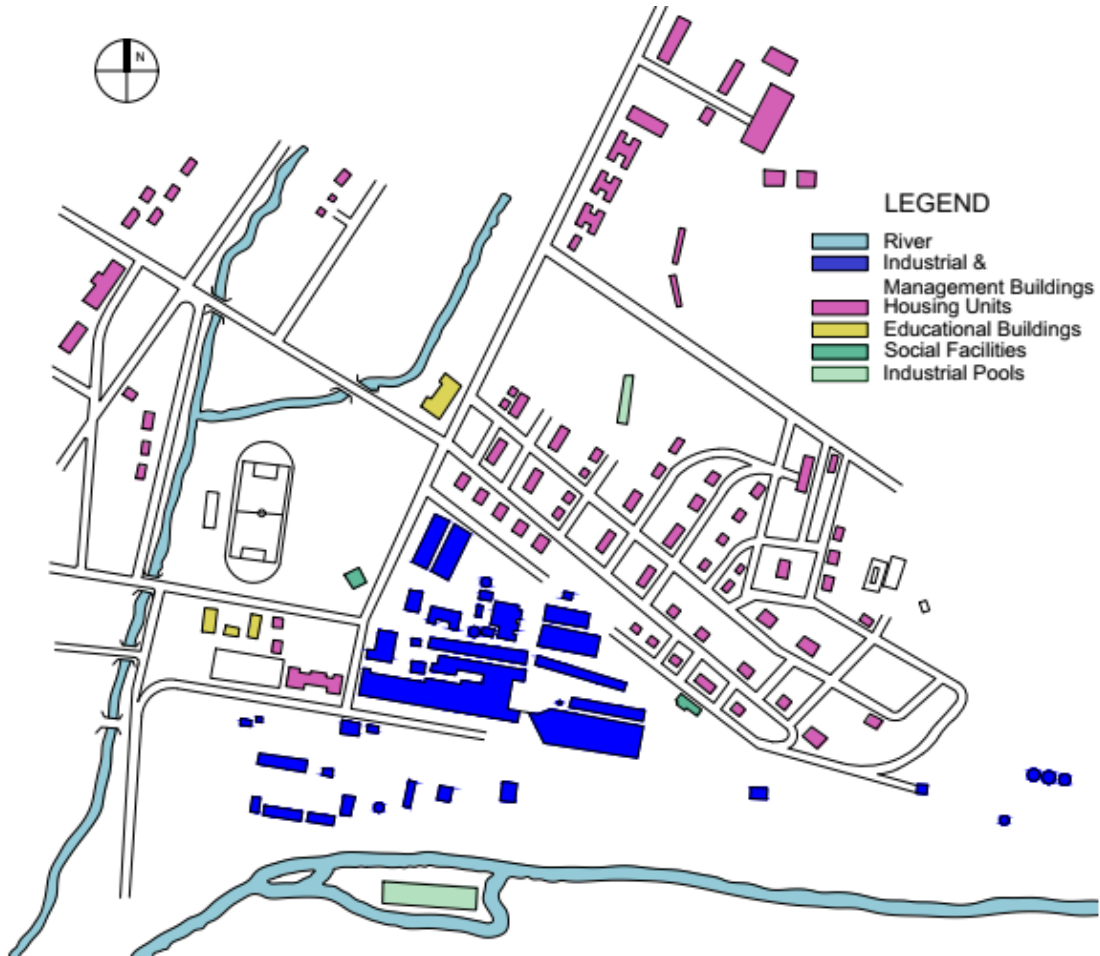 N
LEGEND
River
Industrial &
Management Buildings
Housing Units
Educational Buildings
Social Facilities
Industrial Pools